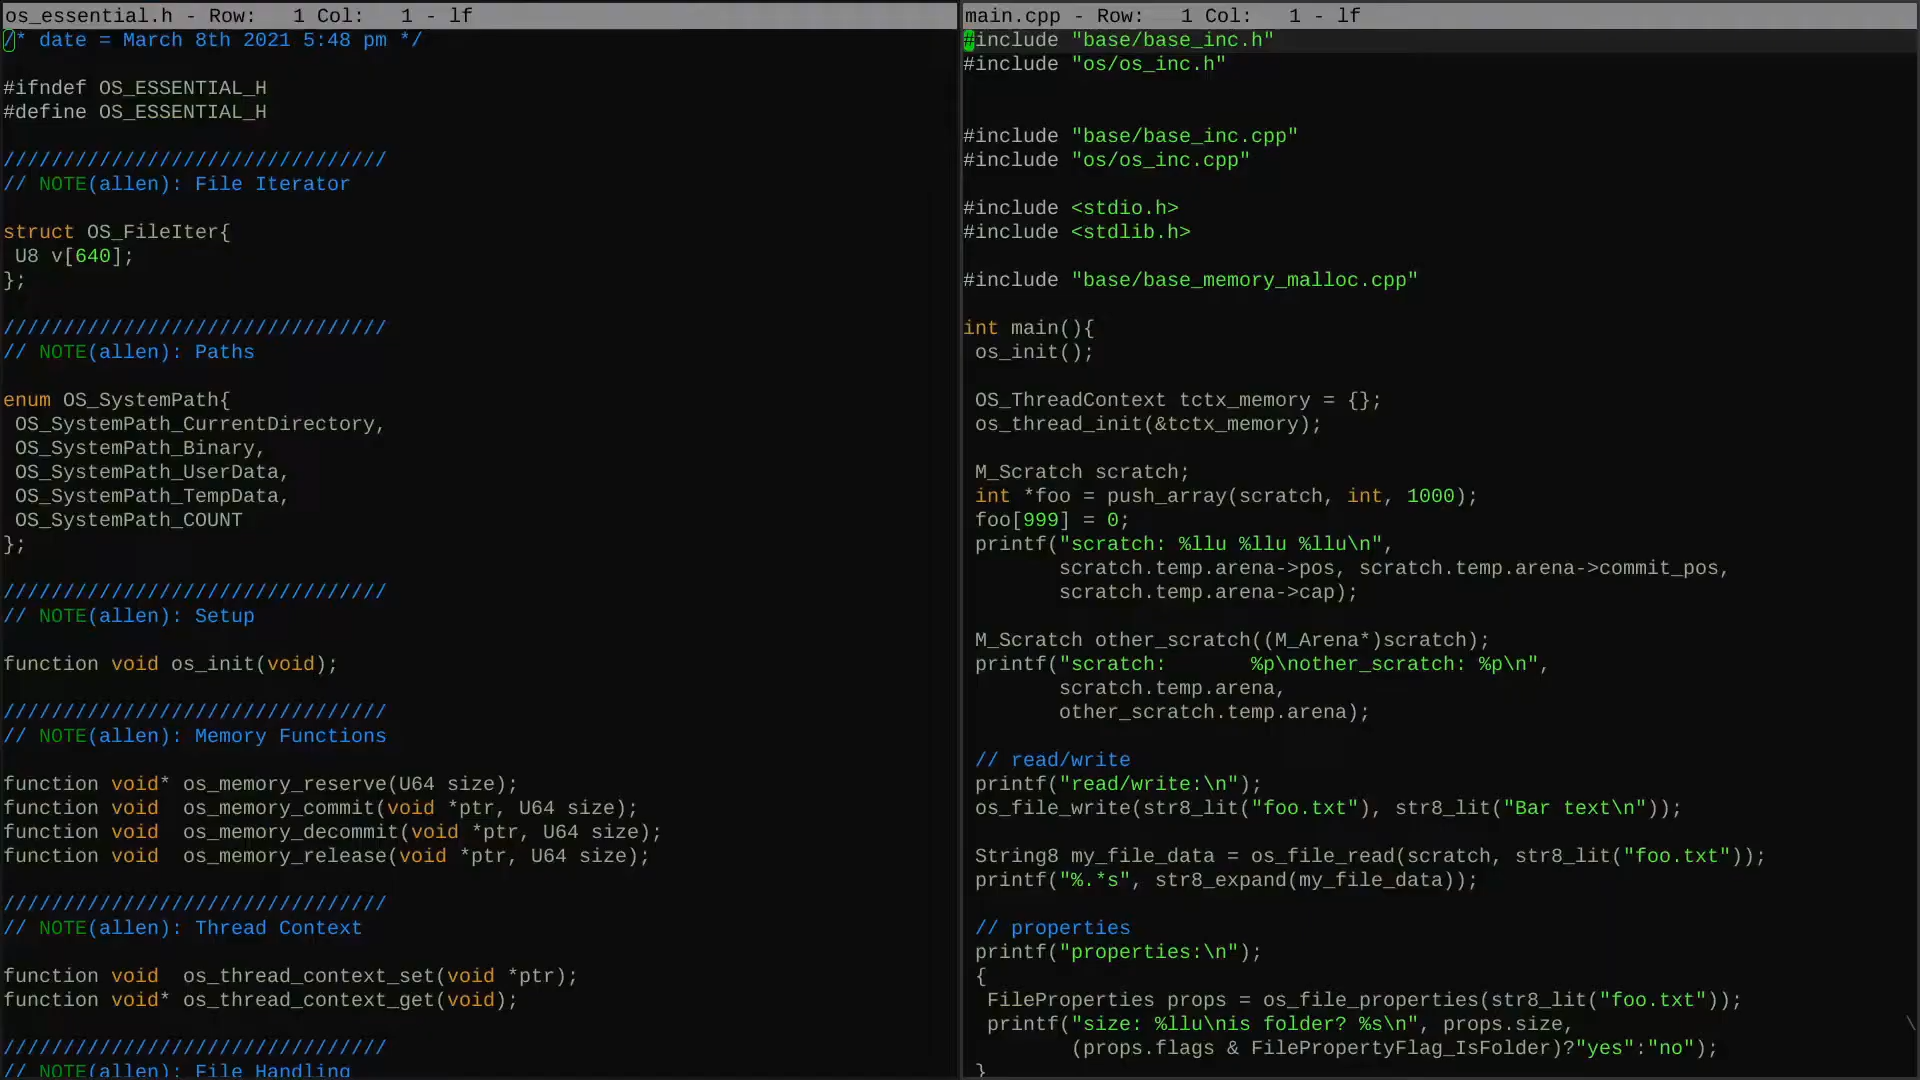 os_essential.h - Row:   1 Col:   1 - lf
/* date = March 8th 2021 5:48 pm */
#ifndef OS_ESSENTIAL_H
#define OS_ESSENTIAL_H
////////////////////////////////
// NOTE(allen): File Iterator
struct OS_FileIter{
 U8 v[640];
};
////////////////////////////////
// NOTE(allen): Paths
enum OS_SystemPath{
 OS_SystemPath_CurrentDirectory,
 OS_SystemPath_Binary,
 OS_SystemPath_UserData,
 OS_SystemPath_TempData,
 OS_SystemPath_COUNT
};
////////////////////////////////
// NOTE(allen): Setup
function void os_init(void);
////////////////////////////////
// NOTE(allen): Memory Functions
function void* os_memory_reserve(U64 size);
function void  os_memory_commit(void *ptr, U64 size);
function void  os_memory_decommit(void *ptr, U64 size);
function void  os_memory_release(void *ptr, U64 size);
////////////////////////////////
// NOTE(allen): Thread Context
function void  os_thread_context_set(void *ptr);
function void* os_thread_context_get(void);
////////////////////////////////
// NOTE(allen): File Handling
main.cpp - Row:   1 Col:   1 - lf
#include "base/base_inc.h"
#include "os/os_inc.h"
#include "base/base_inc.cpp"
#include "os/os_inc.cpp"
#include <stdio.h>
#include <stdlib.h>
#include "base/base_memory_malloc.cpp"
int main(){
 os_init();
 OS_ThreadContext tctx_memory = {};
 os_thread_init(&tctx_memory);
 M_Scratch scratch;
 int *foo = push_array(scratch, int, 1000);
 foo[999] = 0;
 printf("scratch: %llu %llu %llu\n",
        scratch.temp.arena->pos, scratch.temp.arena->commit_pos,
        scratch.temp.arena->cap);
 M_Scratch other_scratch((M_Arena*)scratch);
 printf("scratch:       %p\nother_scratch: %p\n",
        scratch.temp.arena,
        other_scratch.temp.arena);
 // read/write
 printf("read/write:\n");
 os_file_write(str8_lit("foo.txt"), str8_lit("Bar text\n"));
 String8 my_file_data = os_file_read(scratch, str8_lit("foo.txt"));
 printf("%.*s", str8_expand(my_file_data));
 // properties
 printf("properties:\n");
 {
  FileProperties props = os_file_properties(str8_lit("foo.txt"));
  printf("size: %llu\nis folder? %s\n", props.size,                            \
         (props.flags & FilePropertyFlag_IsFolder)?"yes":"no");
 }